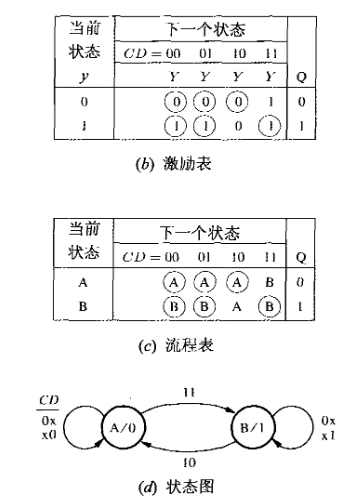 当前 下一个状态
状态 CD = 00 01 10 11
y Y Y Y Y Q
0 0 0 0 1 0
1 1 1 0 1 1
(b) 激励表
当前 下一个状态
状态 CD = 00 01 10 11 Q
A A A A B 0
B B B A B 1
(c) 流程表
11
CD
0x
x0
A/0
B/1
0x
x1
10
(d) 状态图